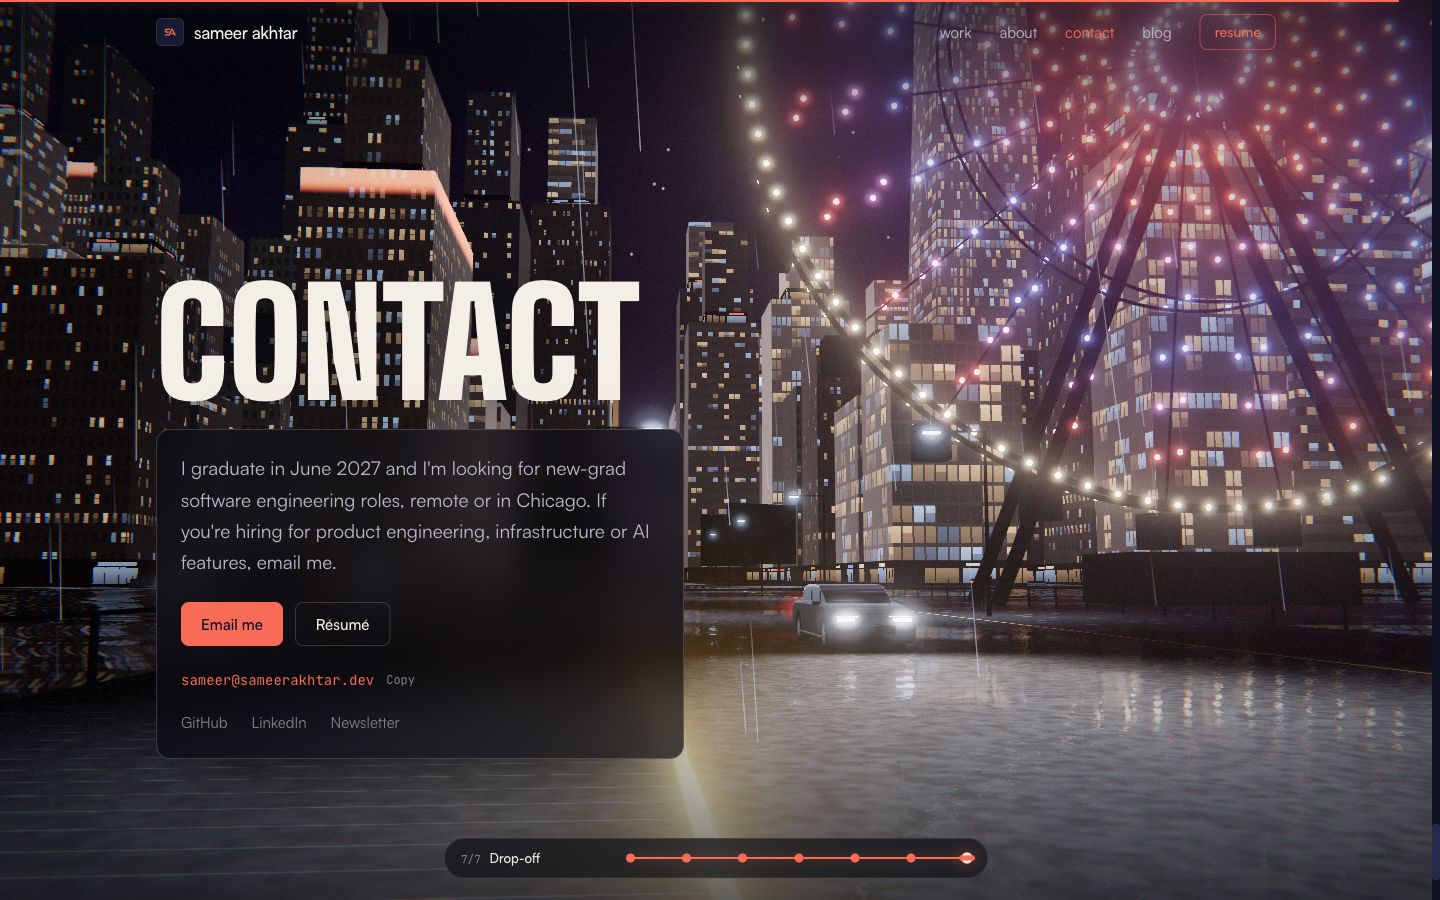 SA sameer akhtar
work about contact blog resume
CONTACT
I graduate in June 2027 and I'm looking for new-grad
software engineering roles, remote or in Chicago. If
you're hiring for product engineering, infrastructure or AI
features, email me.
Email me Résumé
sameer@sameerakhtar.dev Copy
GitHub LinkedIn Newsletter
7/7 Drop-off